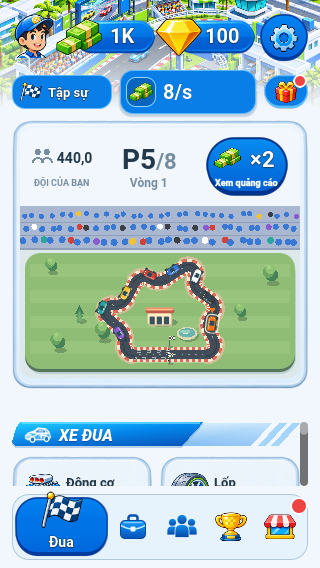 1K
100
Tập sự
8/s
440,0
ĐỘI CỦA BẠN
P5/8
Vòng 1
×2
Xem quảng cáo
XE ĐUA
Động cơ
Lốp
Đua